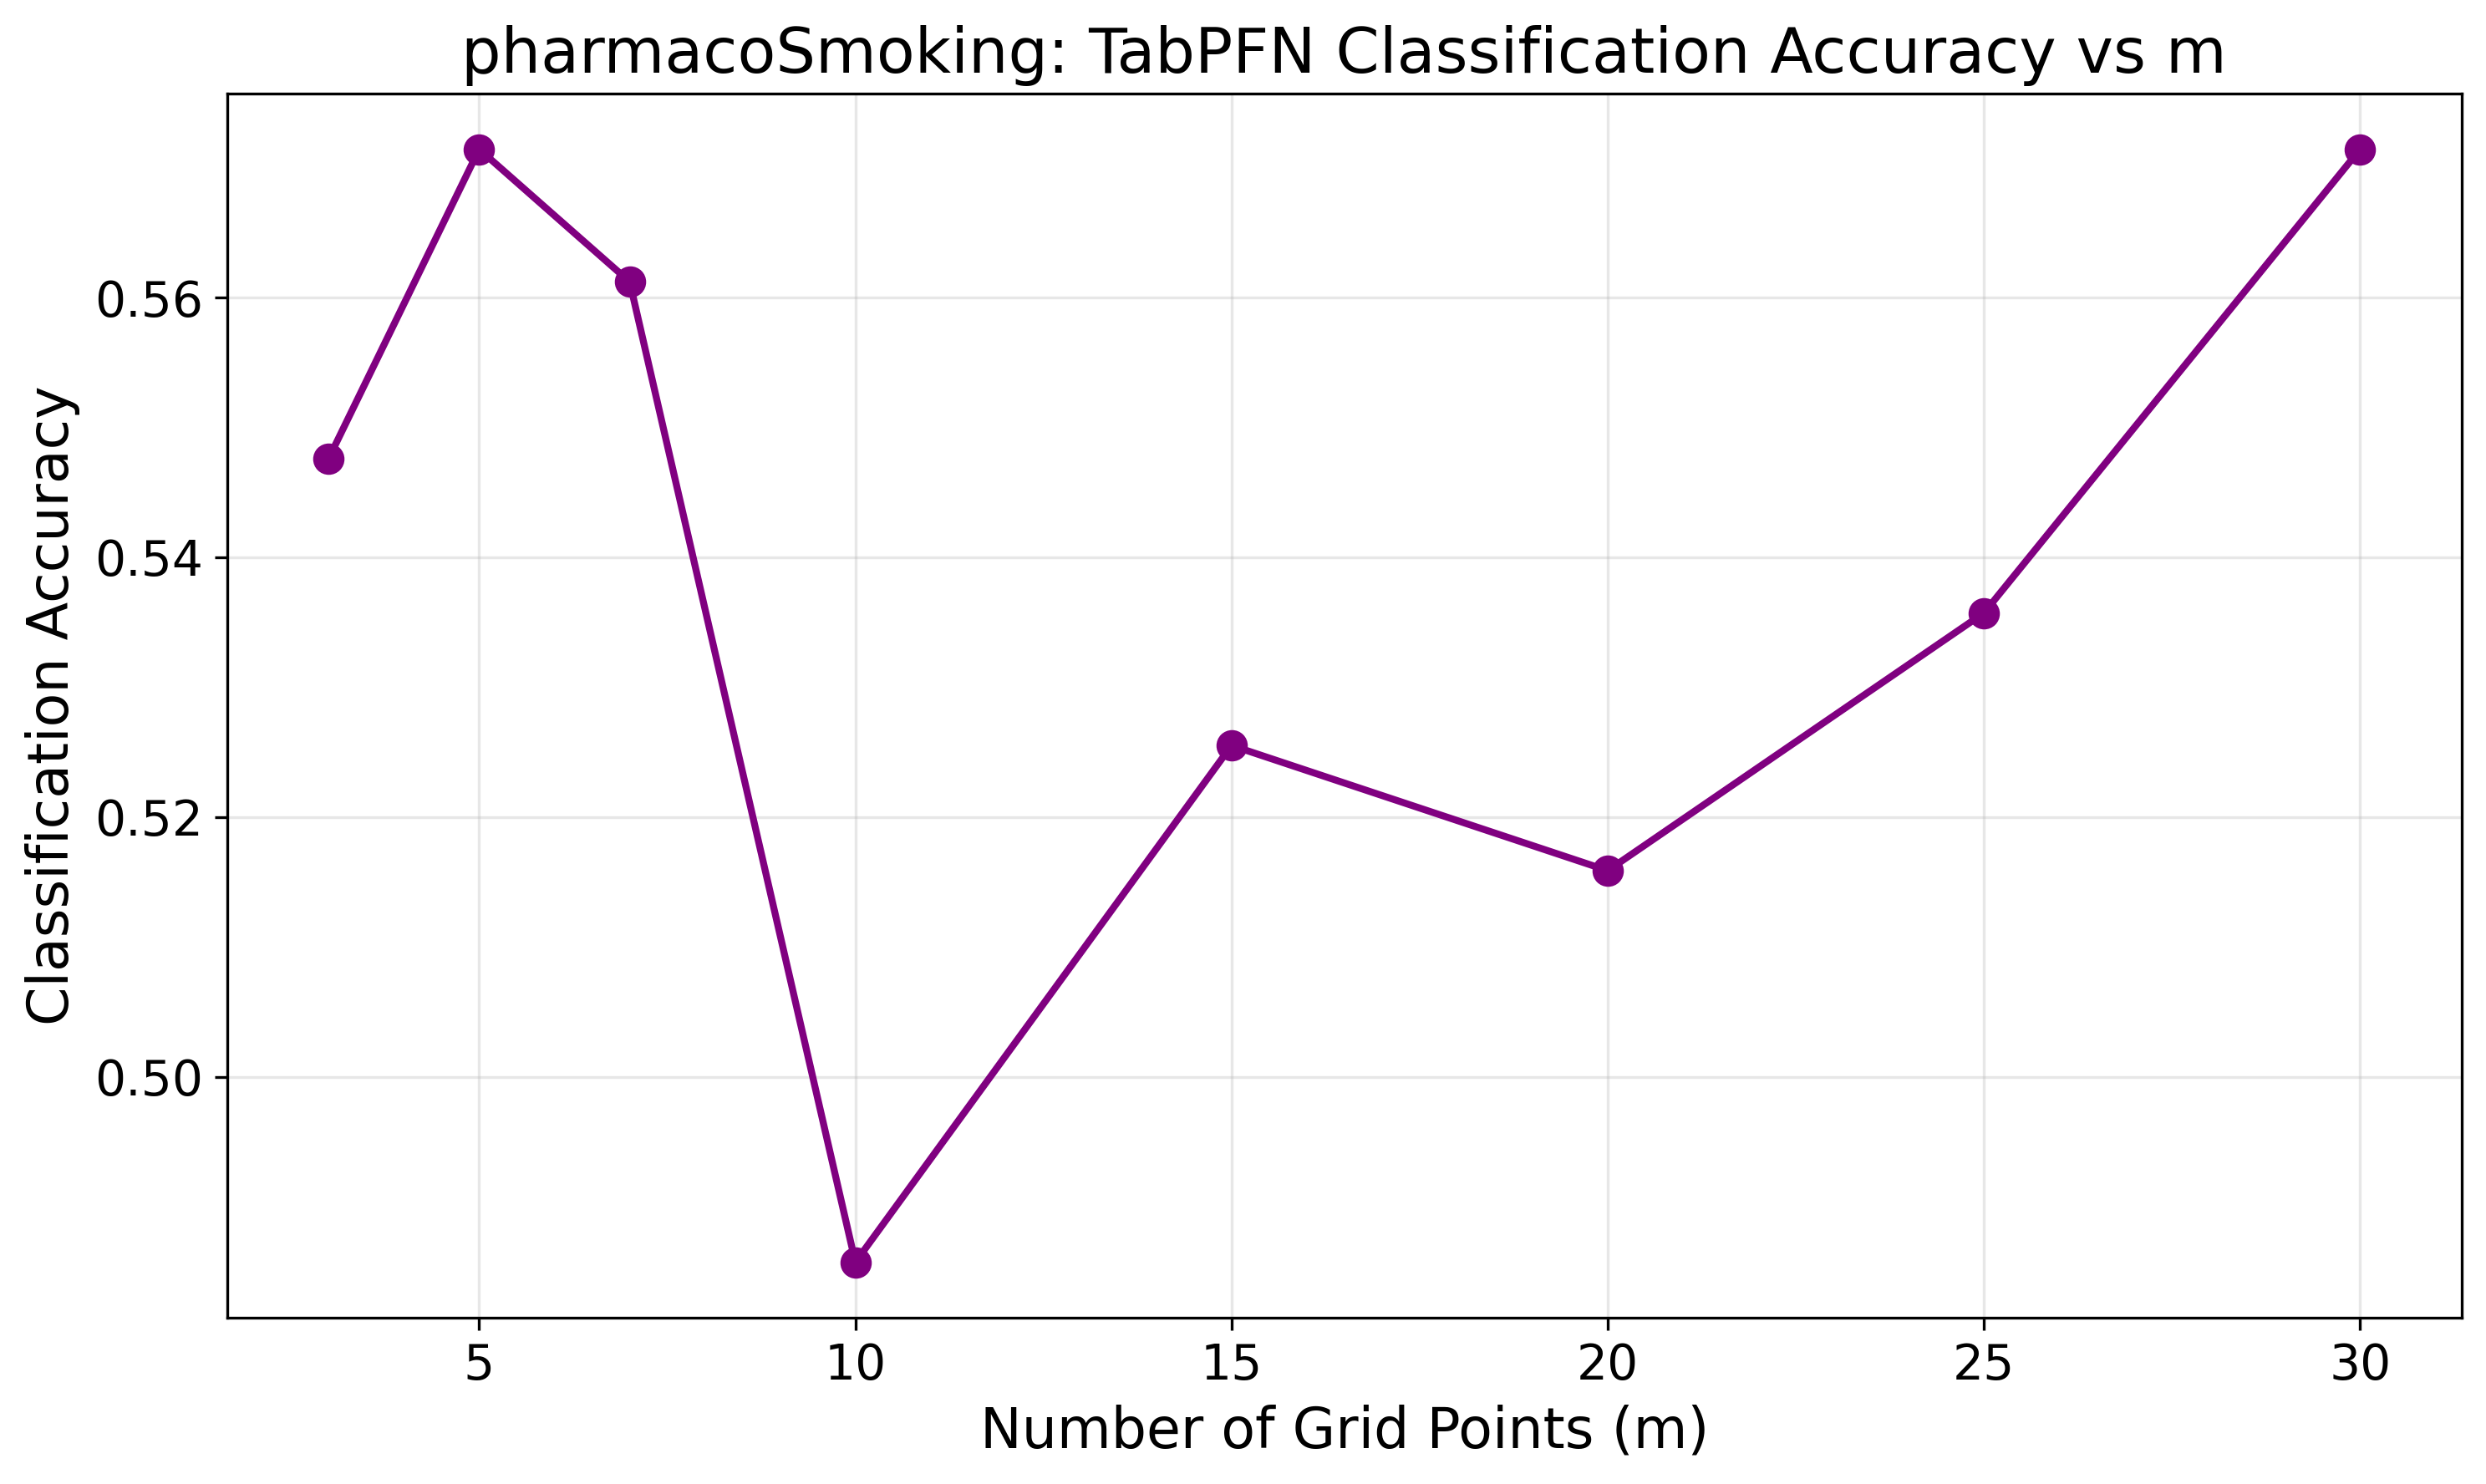 pharmacoSmoking: TabPFN Classification Accuracy vs m
Classification Accuracy
0.56
0.54
0.52
0.50
5 10 15 20 25 30
Number of Grid Points (m)